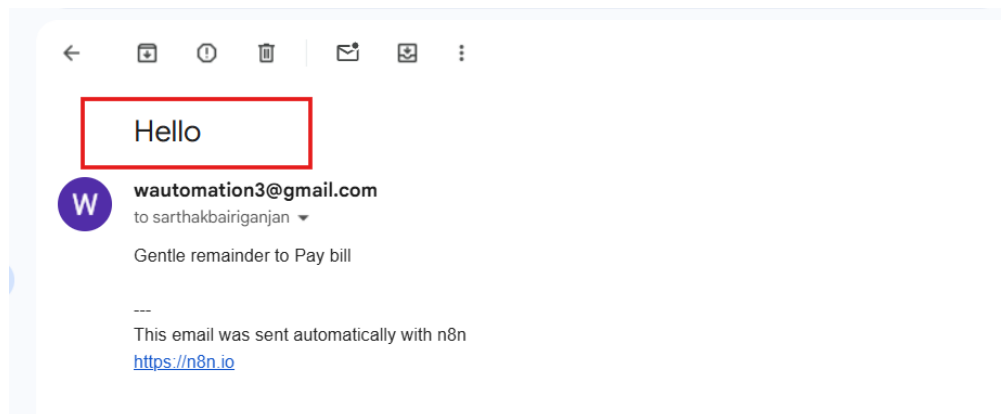 Hello
W
wautomation3@gmail.com
to sarthakbairiganjan
Gentle remainder to Pay bill
---
This email was sent automatically with n8n
https://n8n.io